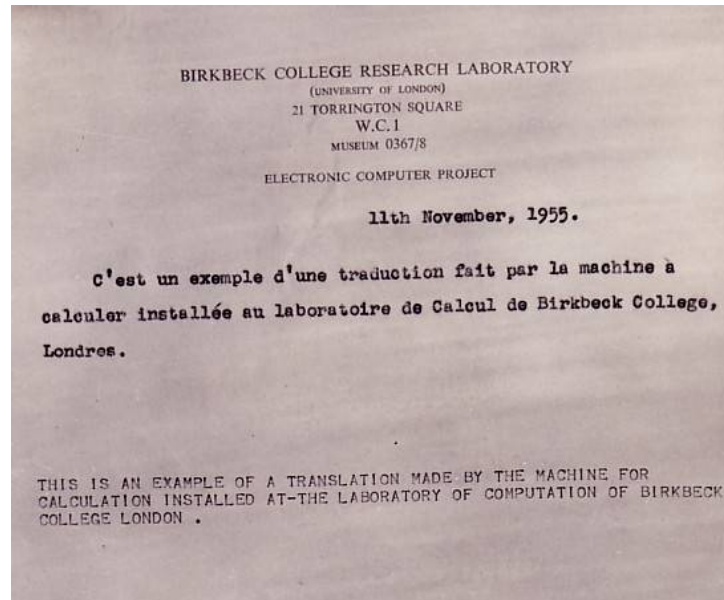 BIRKBECK COLLEGE RESEARCH LABORATORY
(UNIVERSITY OF LONDON)
21 TORRINGTON SQUARE
W.C.1
MUSEUM 0367/8
ELECTRONIC COMPUTER PROJECT
11th November, 1955.
C'est un exemple d'une traduction fait par la machine à
calculer installée au laboratoire de Calcul de Birkbeck College,
Londres.
THIS IS AN EXAMPLE OF A TRANSLATION MADE BY THE MACHINE FOR
CALCULATION INSTALLED AT-THE LABORATORY OF COMPUTATION OF BIRKBECK
COLLEGE LONDON .